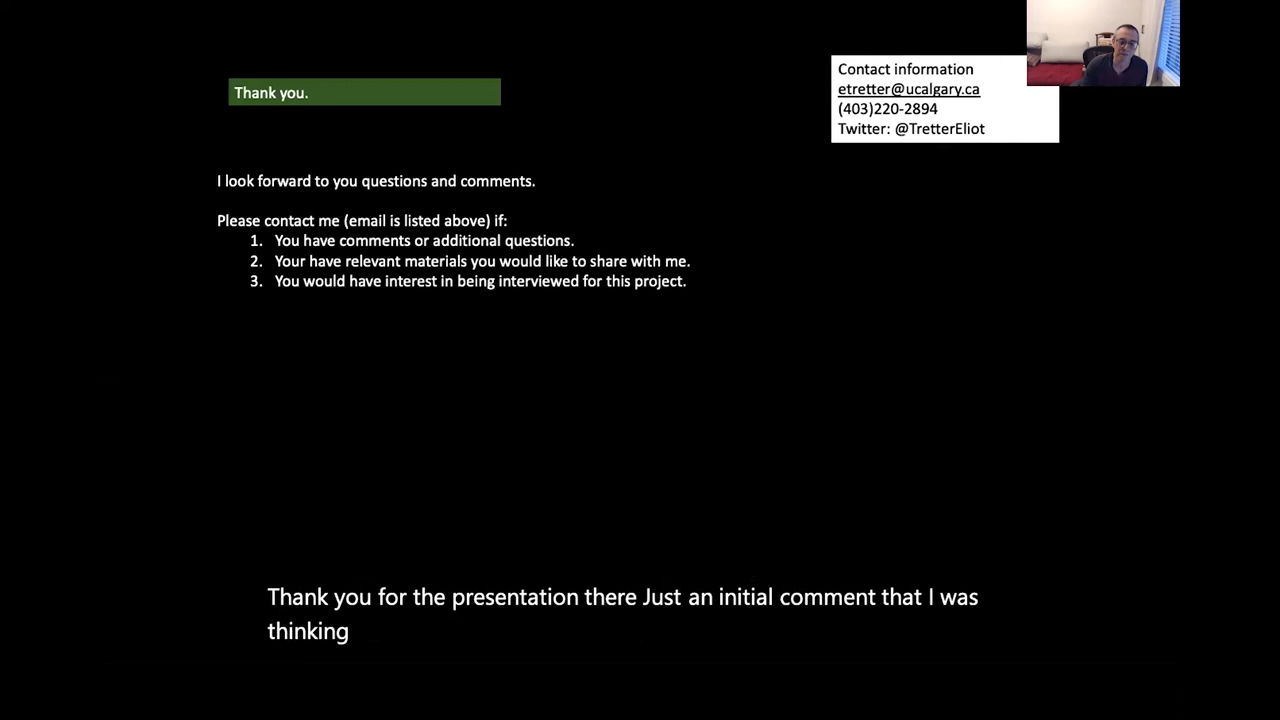 Thank you.
Contact information
etretter@ucalgary.ca
(403)220-2894
Twitter: @TretterEliot
I look forward to you questions and comments.
Please contact me (email is listed above) if:
1. You have comments or additional questions.
2. Your have relevant materials you would like to share with me.
3. You would have interest in being interviewed for this project.
Thank you for the presentation there Just an initial comment that I was
thinking